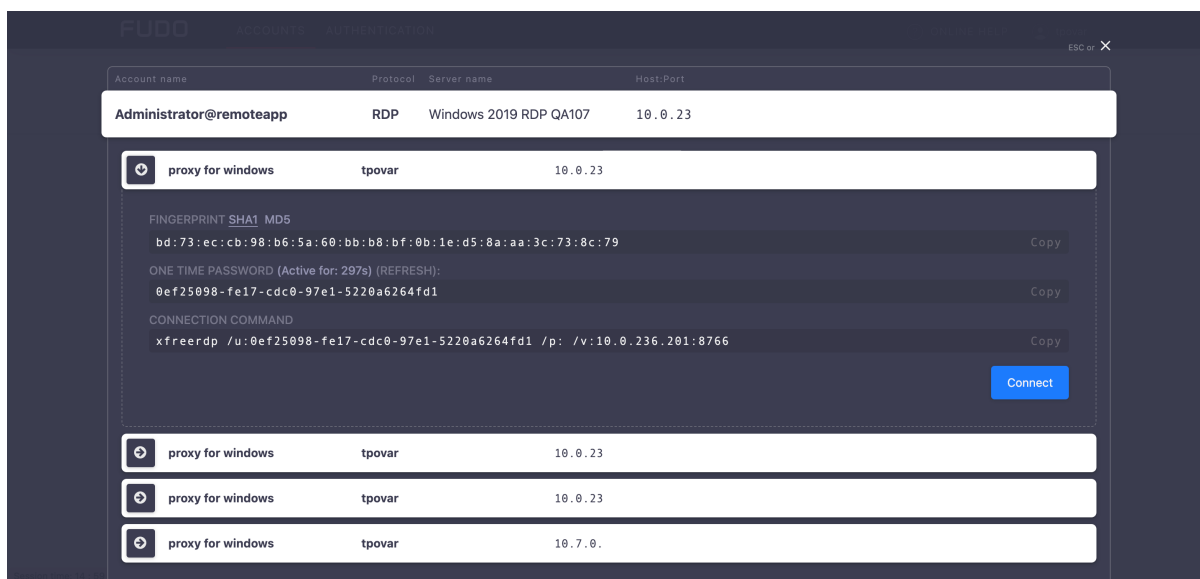 FUDO ACCOUNTS AUTHENTICATION
ESC or ×
Account name Protocol Server name Host:Port
Administrator@remoteapp RDP Windows 2019 RDP QA107 10.0.23
proxy for windows tpovar 10.0.23
FINGERPRINT SHA1 MD5
bd:73:ec:cb:98:b6:5a:60:bb:b8:bf:0b:1e:d5:8a:aa:3c:73:8c:79 Copy
ONE TIME PASSWORD (Active for: 297s) (REFRESH):
0ef25098-fe17-cdc0-97e1-5220a6264fd1 Copy
CONNECTION COMMAND
xfreerdp /u:0ef25098-fe17-cdc0-97e1-5220a6264fd1 /p: /v:10.0.236.201:8766 Copy
Connect
proxy for windows tpovar 10.0.23
proxy for windows tpovar 10.0.23
proxy for windows tpovar 10.7.0.